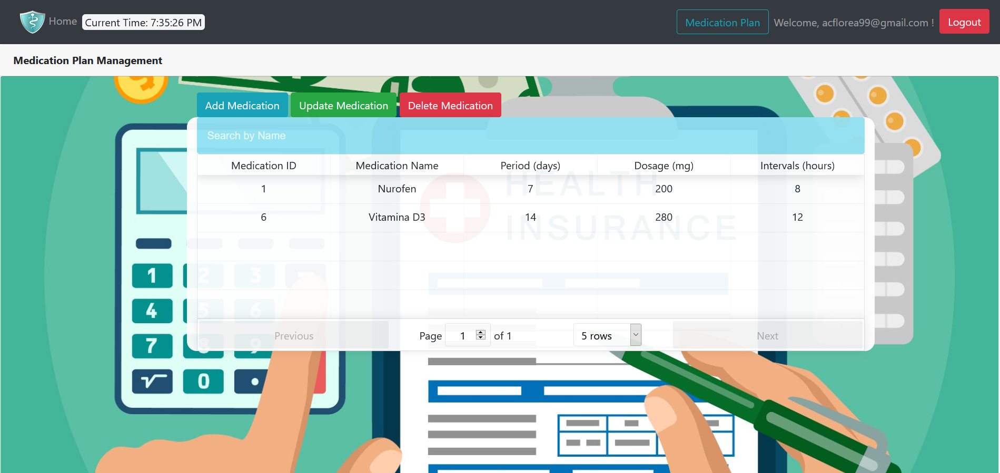 Home Current Time: 7:35:26 PM Medication Plan Welcome, acflorea99@gmail.com ! Logout
Medication Plan Management
Add Medication Update Medication Delete Medication
Search by Name
Medication ID Medication Name Period (days) Dosage (mg) Intervals (hours)
HEALTH
1 Nurofen 7 200 8
6 Vitamina D3 14 280 12
INSURANCE
1 2 3
4 5 6
Previous Page 1 of 1 5 rows Next
7 8 9
√ 0 •